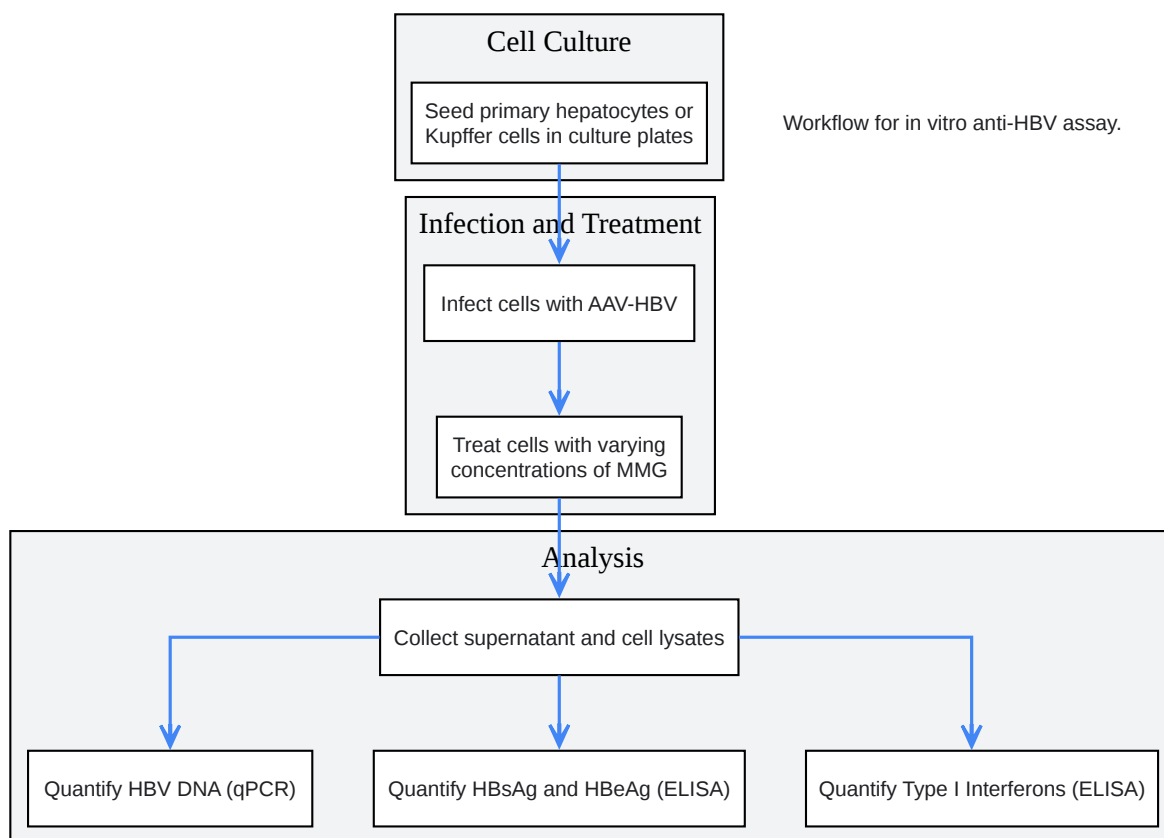 Cell Culture
Seed primary hepatocytes or
Kupffer cells in culture plates
Workflow for in vitro anti-HBV assay.
Infection and Treatment
Infect cells with AAV-HBV
Treat cells with varying
concentrations of MMG
Analysis
Collect supernatant and cell lysates
Quantify HBV DNA (qPCR)
Quantify HBsAg and HBeAg (ELISA)
Quantify Type I Interferons (ELISA)